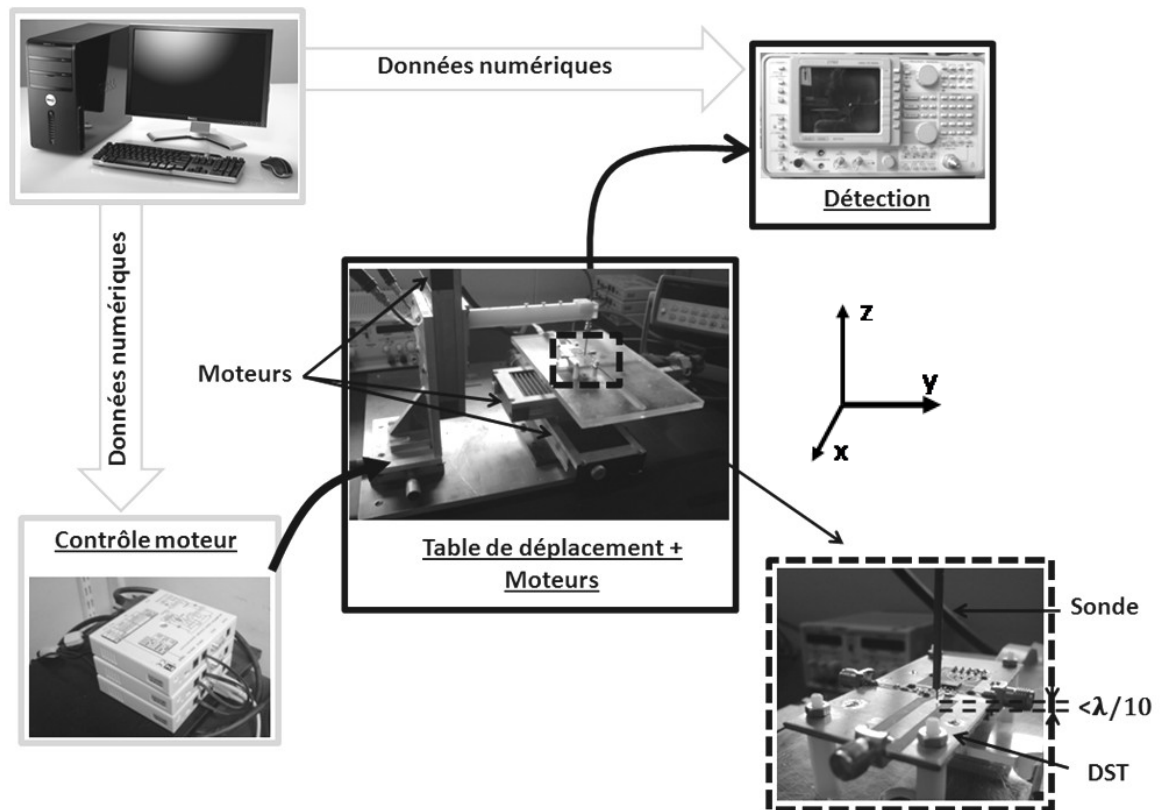 Données numériques
Détection
Données numériques
Moteurs
z
y
x
Contrôle moteur
Table de déplacement +
Moteurs
Sonde
<λ/10
DST